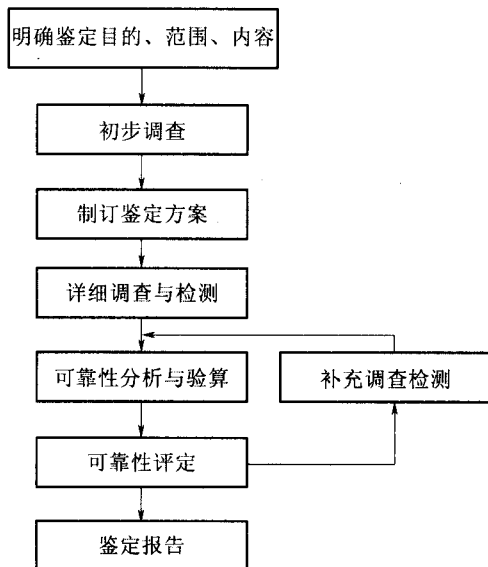 明确鉴定目的、范围、内容
初步调查
制订鉴定方案
详细调查与检测
可靠性分析与验算
补充调查检测
可靠性评定
鉴定报告